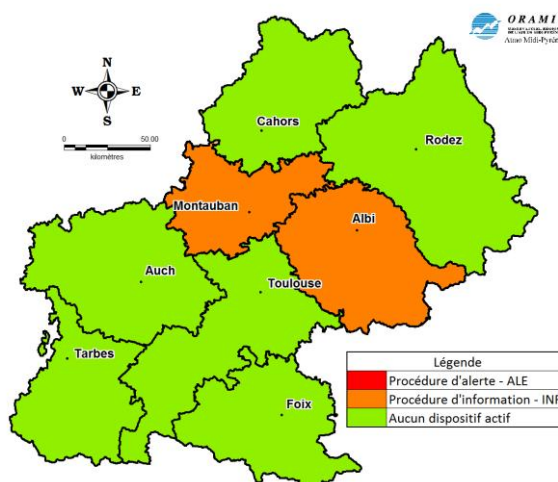 ORAMI
N
W E
S
0 50.00
kilomètres
Cahors
Rodez
Montauban
Albi
Auch
Toulouse
Tarbes
Foix
Légende
Procédure d'alerte - ALE
Procédure d'information - INF
Aucun dispositif actif